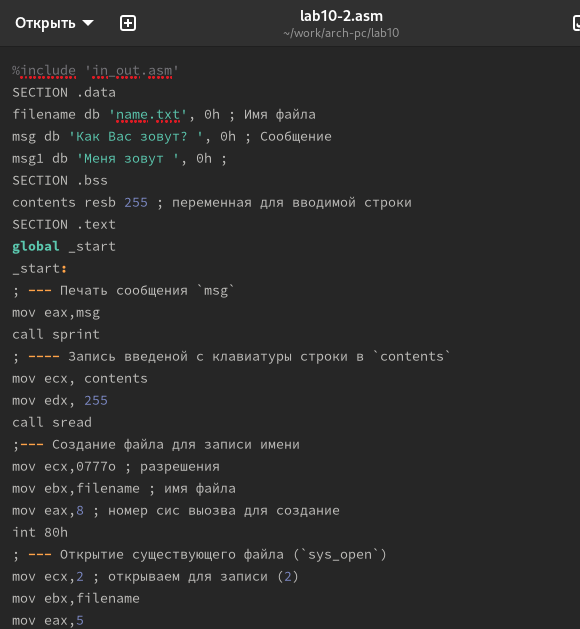 Открыть
lab10-2.asm
~/work/arch-pc/lab10
%include 'in_out.asm'
SECTION .data
filename db 'name.txt', 0h ; Имя файла
msg db 'Как Вас зовут? ', 0h ; Сообщение
msg1 db 'Меня зовут ', 0h ;
SECTION .bss
contents resb 255 ; переменная для вводимой строки
SECTION .text
global _start
_start:
; --- Печать сообщения `msg`
mov eax,msg
call sprint
; ---- Запись введеной с клавиатуры строки в `contents`
mov ecx, contents
mov edx, 255
call sread
;--- Создание файла для записи имени
mov ecx,0777o ; разрешения
mov ebx,filename ; имя файла
mov eax,8 ; номер сис выозва для создание
int 80h
; --- Открытие существующего файла (`sys_open`)
mov ecx,2 ; открываем для записи (2)
mov ebx,filename
mov eax,5